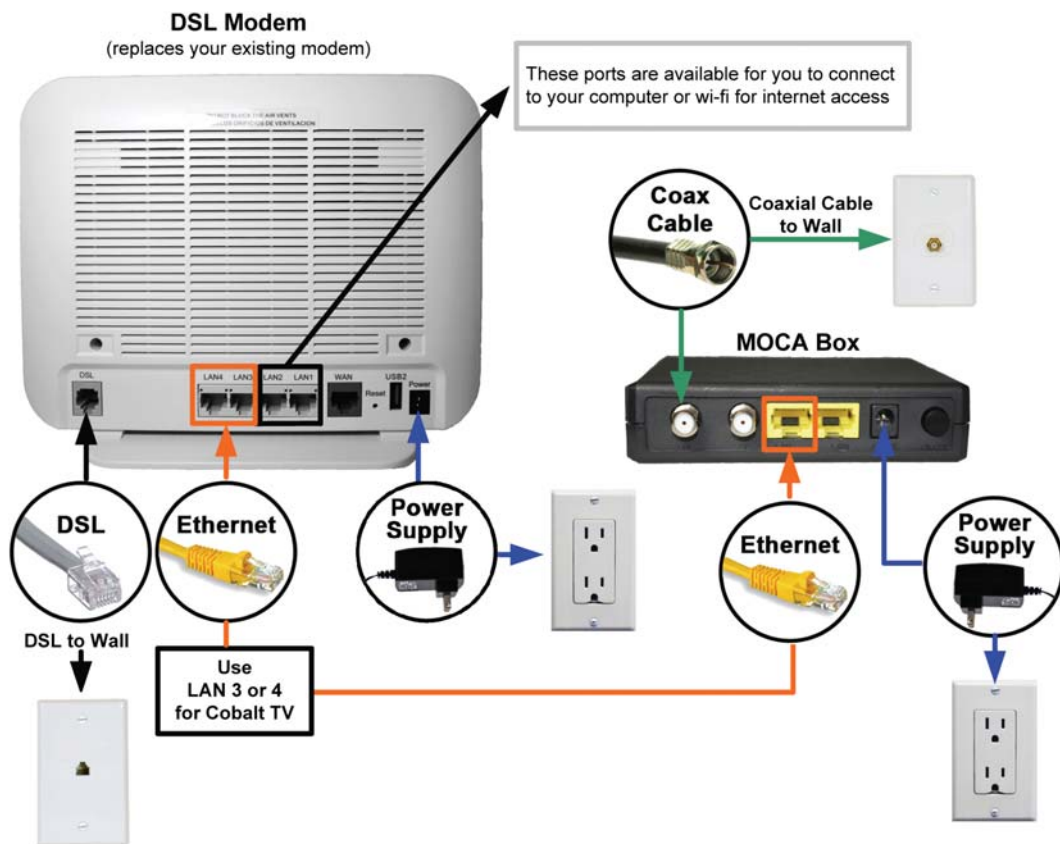 DSL Modem
(replaces your existing modem)
These ports are available for you to connect
to your computer or wi-fi for internet access
Coax
Cable
Coaxial Cable
to Wall
MOCA Box
DSL
LAN4
LAN3
LAN2
LAN1
WAN
Reset
USB2
Power
DSL
Ethernet
Power
Supply
Ethernet
Power
Supply
DSL to Wall
Use
LAN 3 or 4
for Cobalt TV